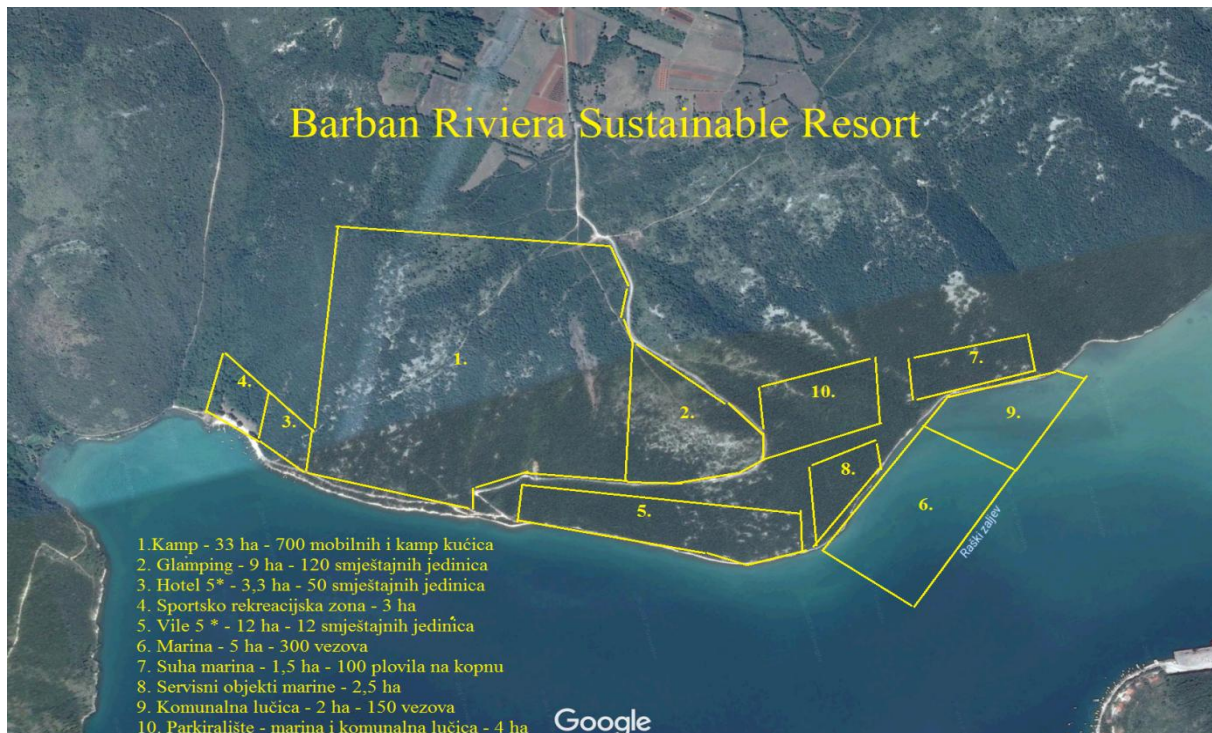 Barban Riviera Sustainable Resort
1.
2.
3.
4.
5.
6.
7.
8.
9.
10.
Raški zaljev
1.Kamp - 33 ha - 700 mobilnih i kamp kućica
2. Glamping - 9 ha - 120 smještajnih jedinica
3. Hotel 5* - 3,3 ha - 50 smještajnih jedinica
4. Sportsko rekreacijska zona - 3 ha
5. Vile 5 * - 12 ha - 12 smještajnih jedinica
6. Marina - 5 ha - 300 vezova
7. Suha marina - 1,5 ha - 100 plovila na kopnu
8. Servisni objekti marine - 2,5 ha
9. Komunalna lučica - 2 ha - 150 vezova
10. Parkiralište - marina i komunalna lučica - 4 ha
Google